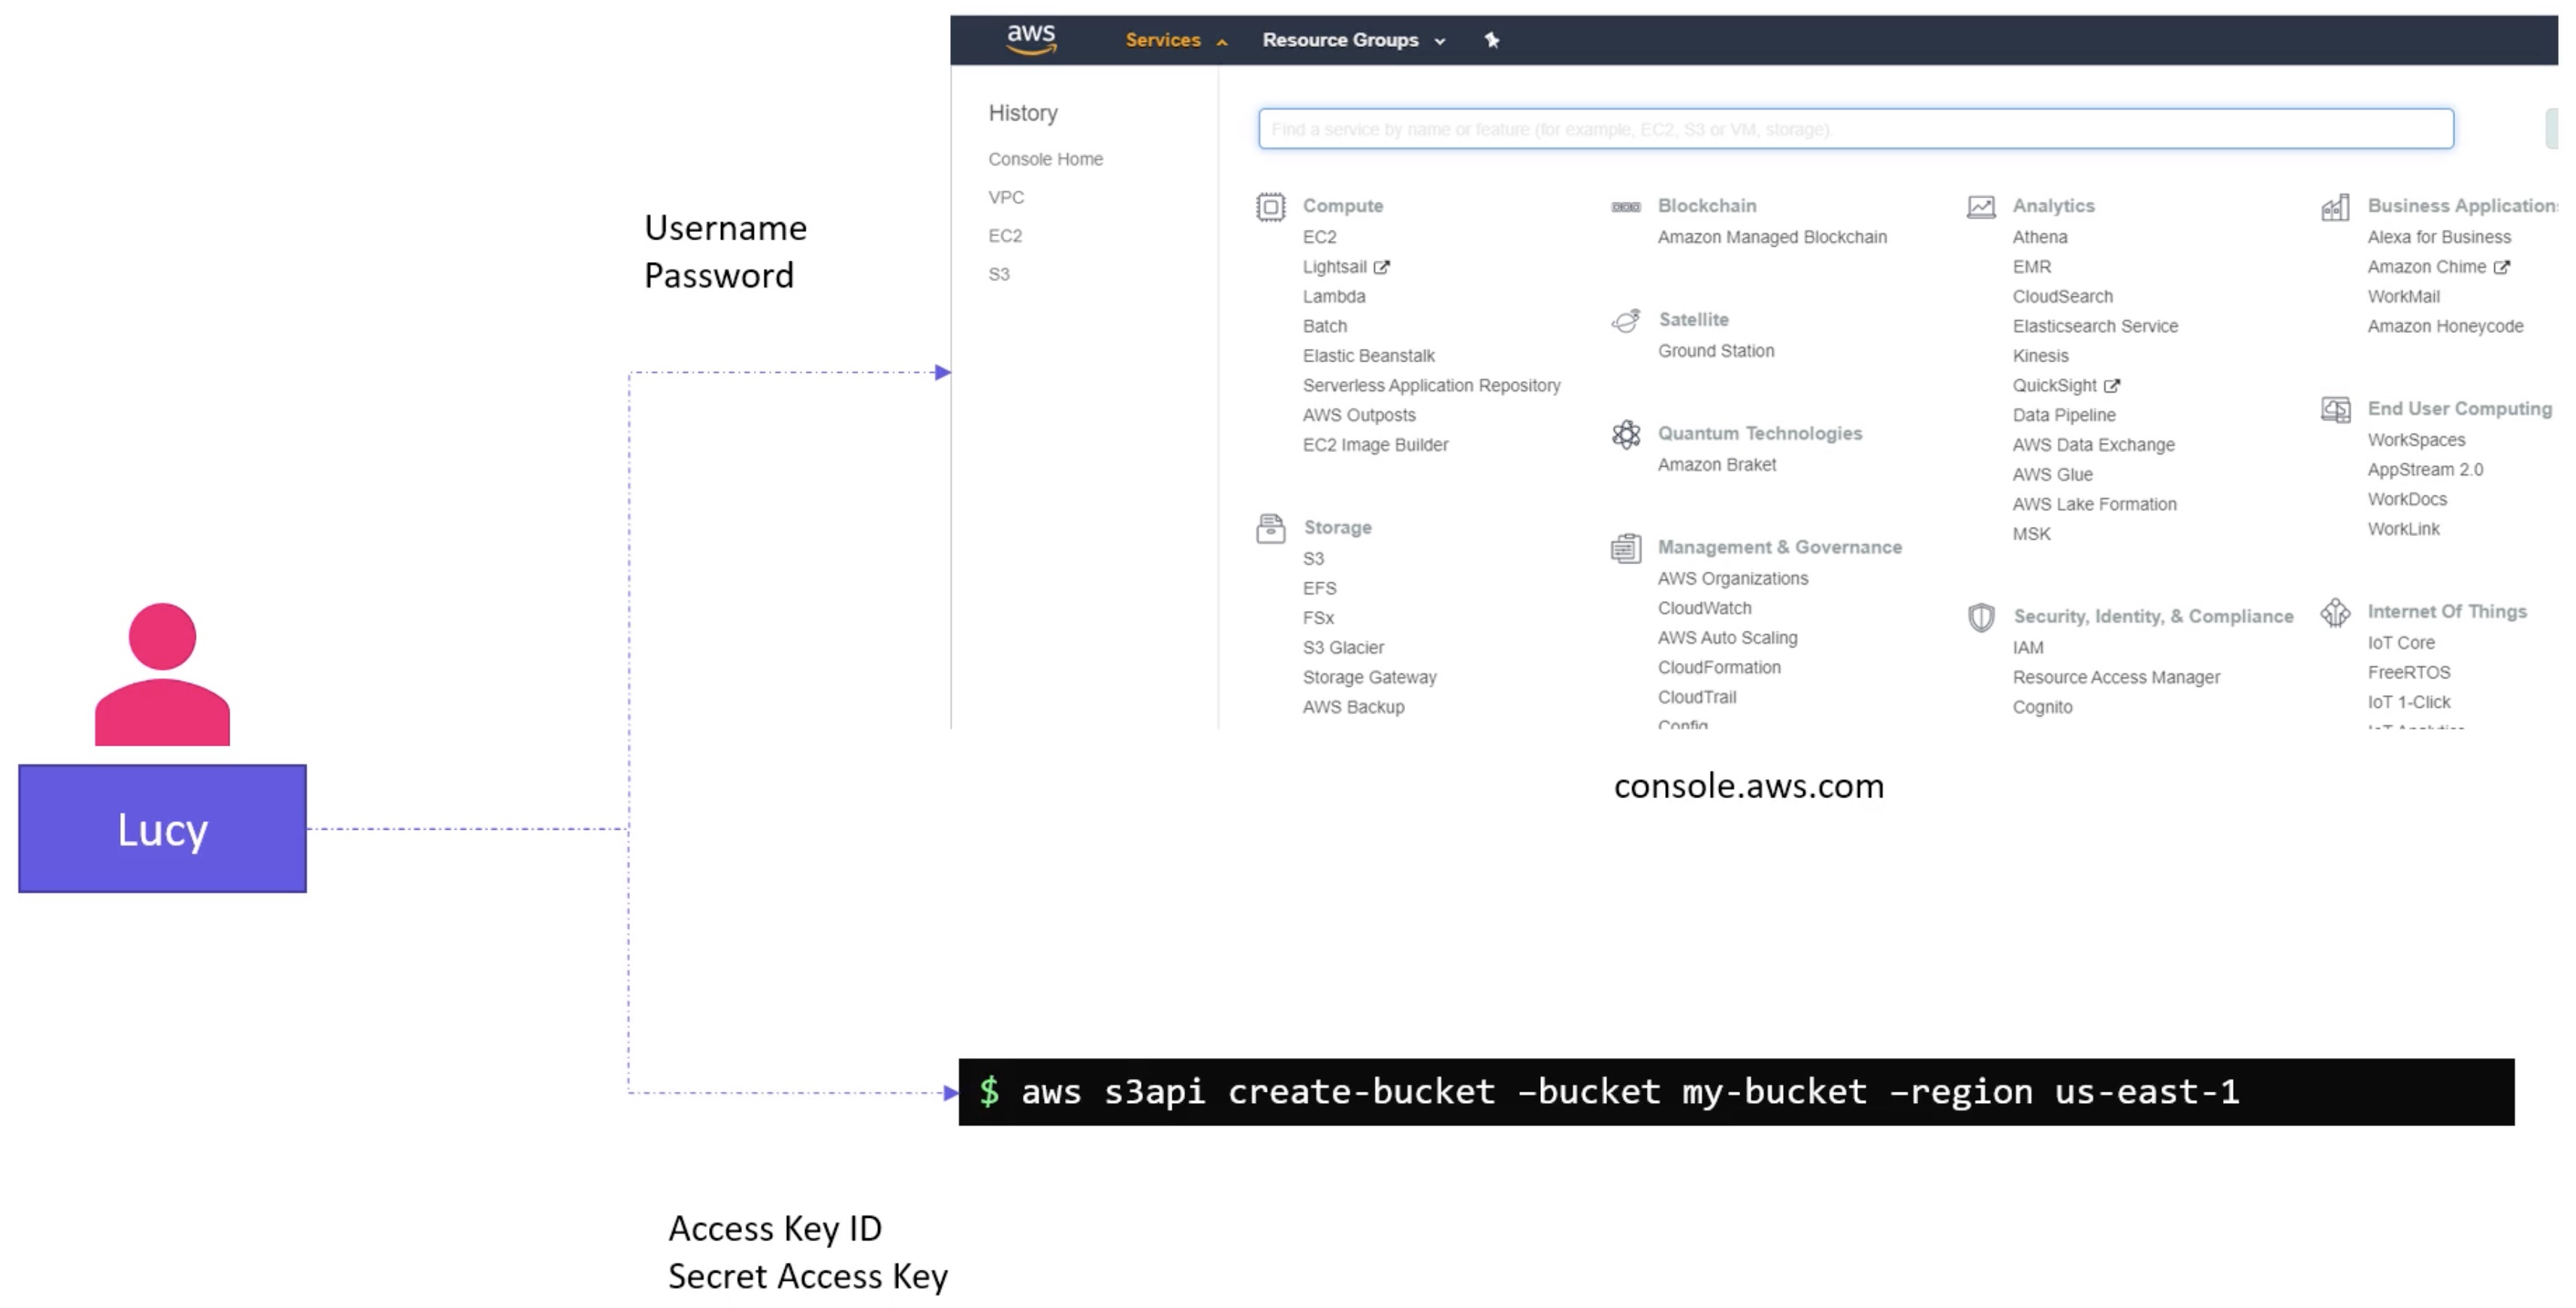 aws Services Resource Groups
History
Console Home
VPC
EC2
S3
Find a service by name or feature (for example, EC2, S3 or VM, storage).
Compute
EC2
Lightsail
Lambda
Batch
Elastic Beanstalk
Serverless Application Repository
AWS Outposts
EC2 Image Builder
Storage
S3
EFS
FSx
S3 Glacier
Storage Gateway
AWS Backup
Blockchain
Amazon Managed Blockchain
Satellite
Ground Station
Quantum Technologies
Amazon Braket
Management & Governance
AWS Organizations
CloudWatch
AWS Auto Scaling
CloudFormation
CloudTrail
Config
Analytics
Athena
EMR
CloudSearch
Elasticsearch Service
Kinesis
QuickSight
Data Pipeline
AWS Data Exchange
AWS Glue
AWS Lake Formation
MSK
Security, Identity, & Compliance
IAM
Resource Access Manager
Cognito
Business Application
Alexa for Business
Amazon Chime
WorkMail
Amazon Honeycode
End User Computing
WorkSpaces
AppStream 2.0
WorkDocs
WorkLink
Internet Of Things
IoT Core
FreeRTOS
IoT 1-Click
Username
Password
console.aws.com
Lucy
$ aws s3api create-bucket –bucket my-bucket –region us-east-1
Access Key ID
Secret Access Key